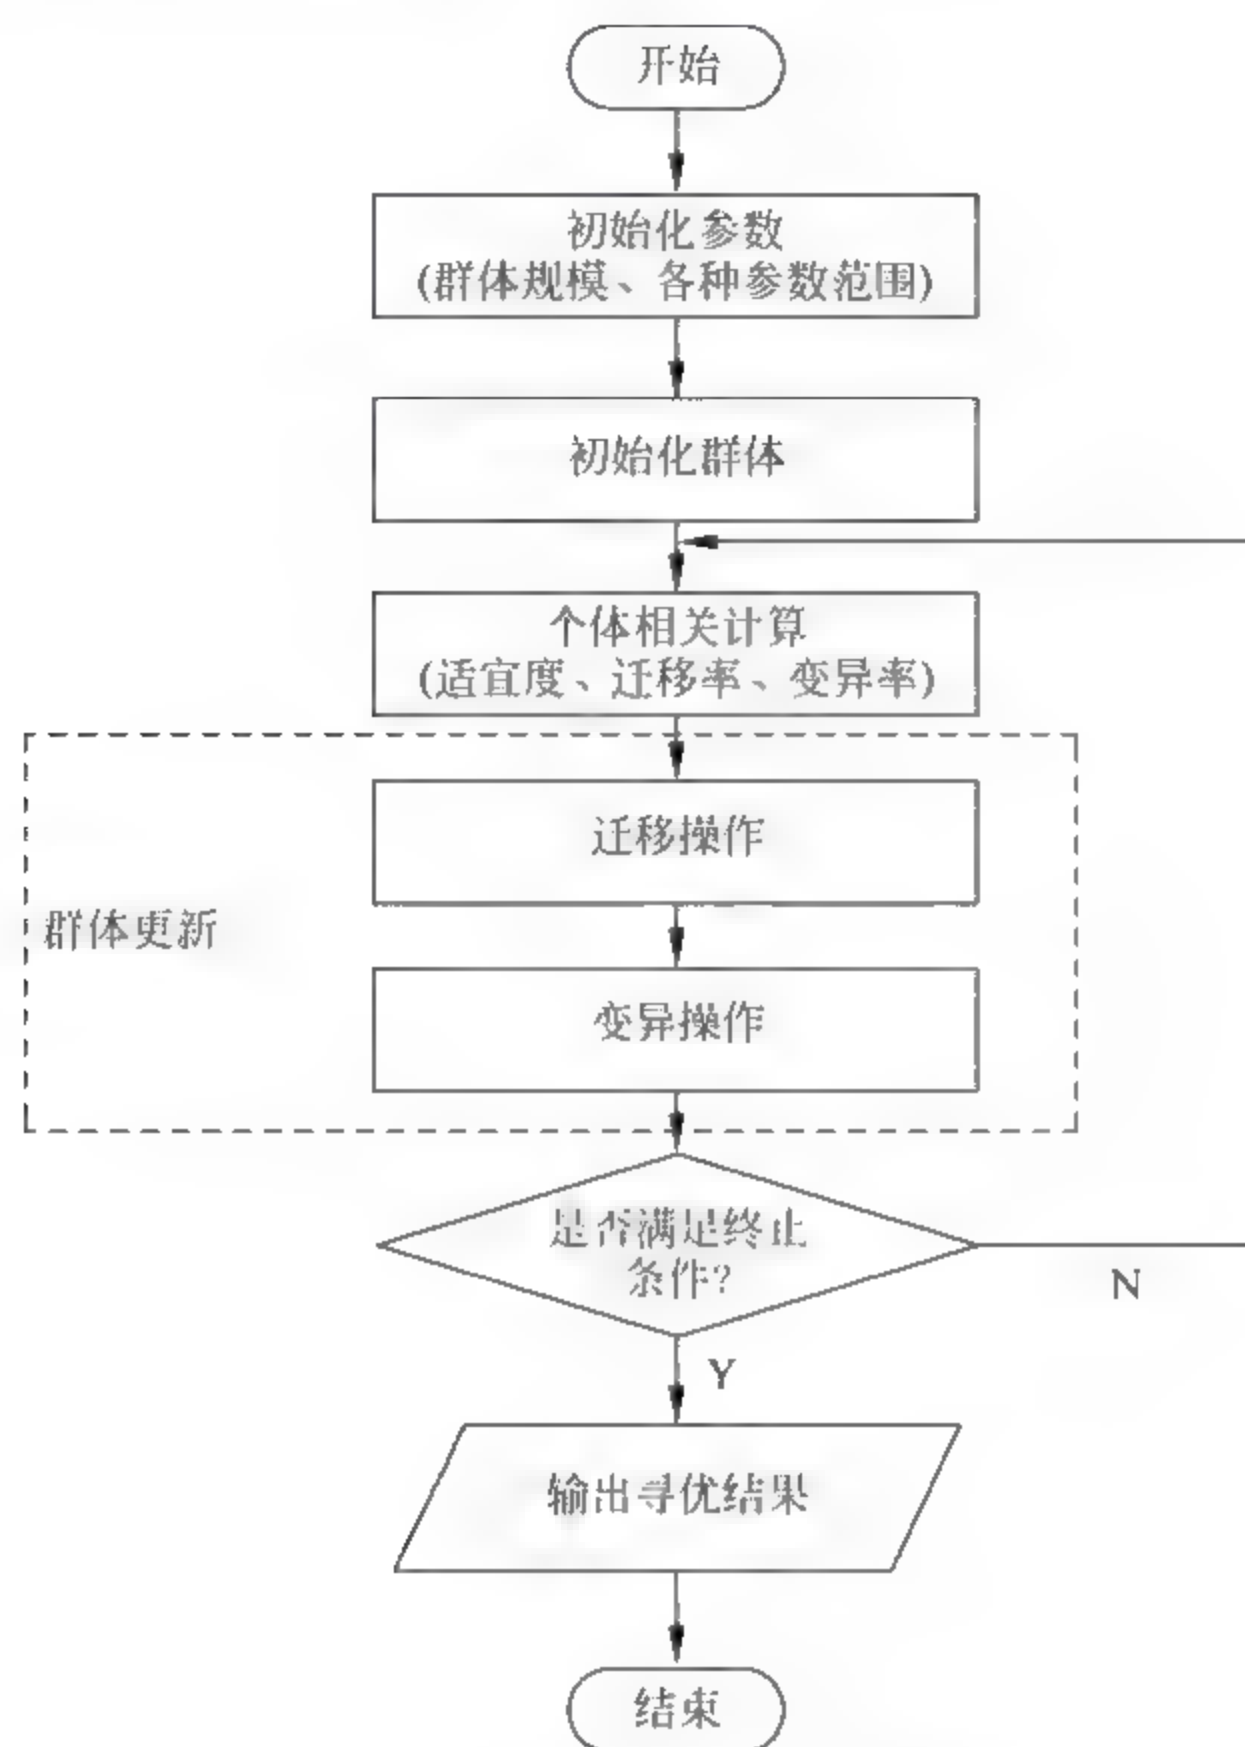 开始
初始化参数
(群体规模、各种参数范围)
初始化群体
个体相关计算
(适宜度、迁移率、变异率)
迁移操作
群体更新
变异操作
是否满足终止
条件?
N
Y
输出寻优结果
结束